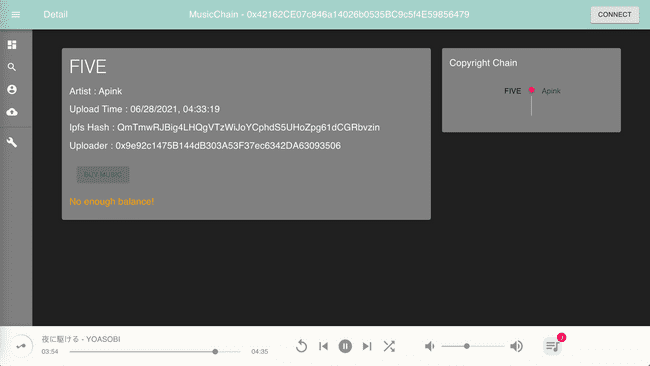 Detail
MusicChain - 0x42162CE07c846a14026b0535BC9c5f4E59856479
CONNECT
FIVE
Artist : Apink
Upload Time : 06/28/2021, 04:33:19
Ipfs Hash : QmTmwRJBig4LHQgVTzWiJoYCphdS5UHoZpg61dCGRbvzin
Uploader : 0x9e92c1475B144dB303A53F37ec6342DA63093506
BUY MUSIC
No enough balance!
Copyright Chain
FIVE
Apink
夜に駆ける - YOASOBI
03:54
04:35